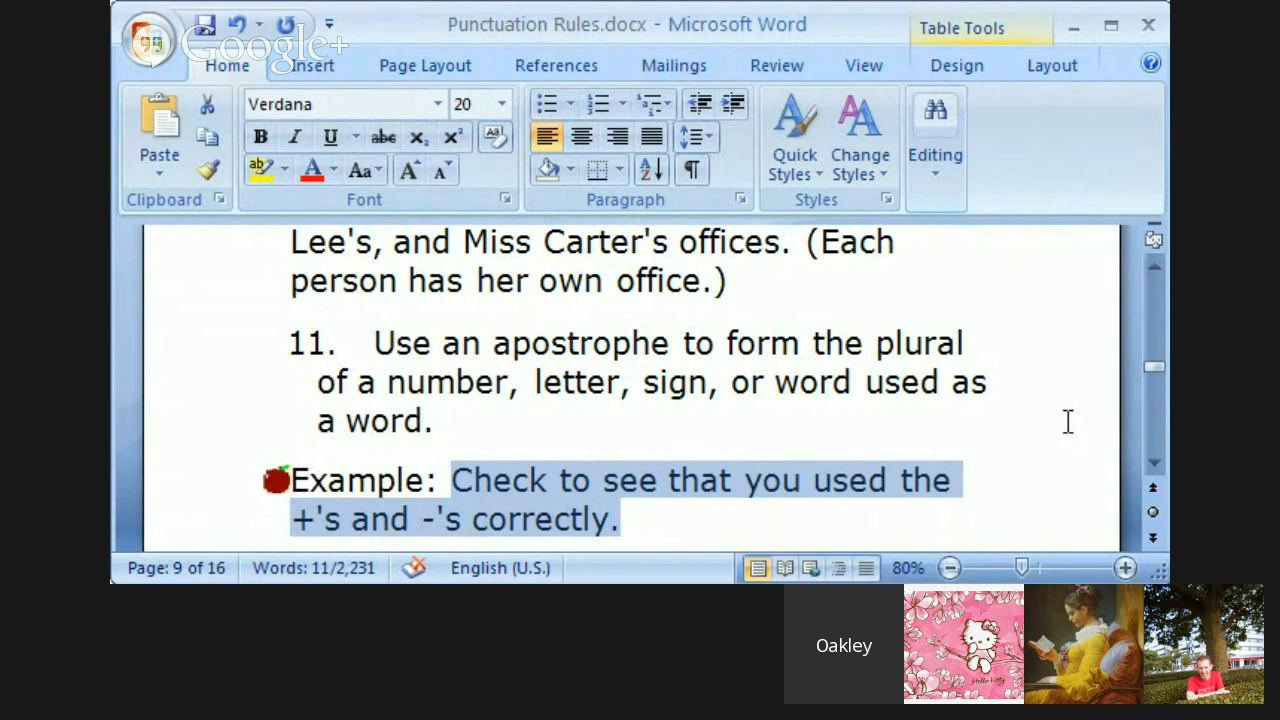 Punctuation Rules.docx - Microsoft Word
Table Tools
Google+
Home Insert Page Layout References Mailings Review View Design Layout
Verdana 20
Paste
Quick Styles
Change Styles
Editing
Clipboard Font Paragraph Styles
Lee's, and Miss Carter's offices. (Each
person has her own office.)
11. Use an apostrophe to form the plural
of a number, letter, sign, or word used as
a word.
Example: Check to see that you used the
+'s and -'s correctly.
Page: 9 of 16 Words: 11/2,231 English (U.S.) 80%
Oakley
Hello Kitty